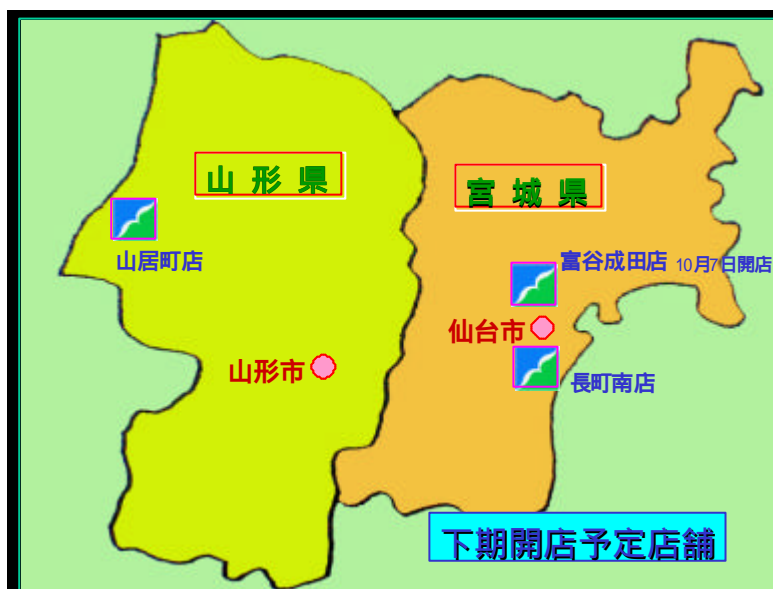 山形県
宮城県
山居町店
富谷成田店 10月7日開店
仙台市
山形市
長町南店
下期開店予定店舗